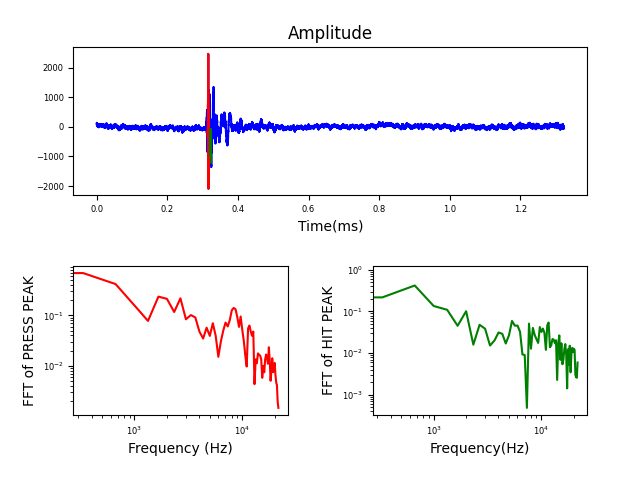 Amplitude
2000
1000
0
−1000
−2000
0.0 0.2 0.4 0.6 0.8 1.0 1.2
Time(ms)
FFT of PRESS PEAK
10⁻¹
10⁻²
10³ 10⁴
Frequency (Hz)
FFT of HIT PEAK
10⁰
10⁻¹
10⁻²
10⁻³
10³ 10⁴
Frequency(Hz)